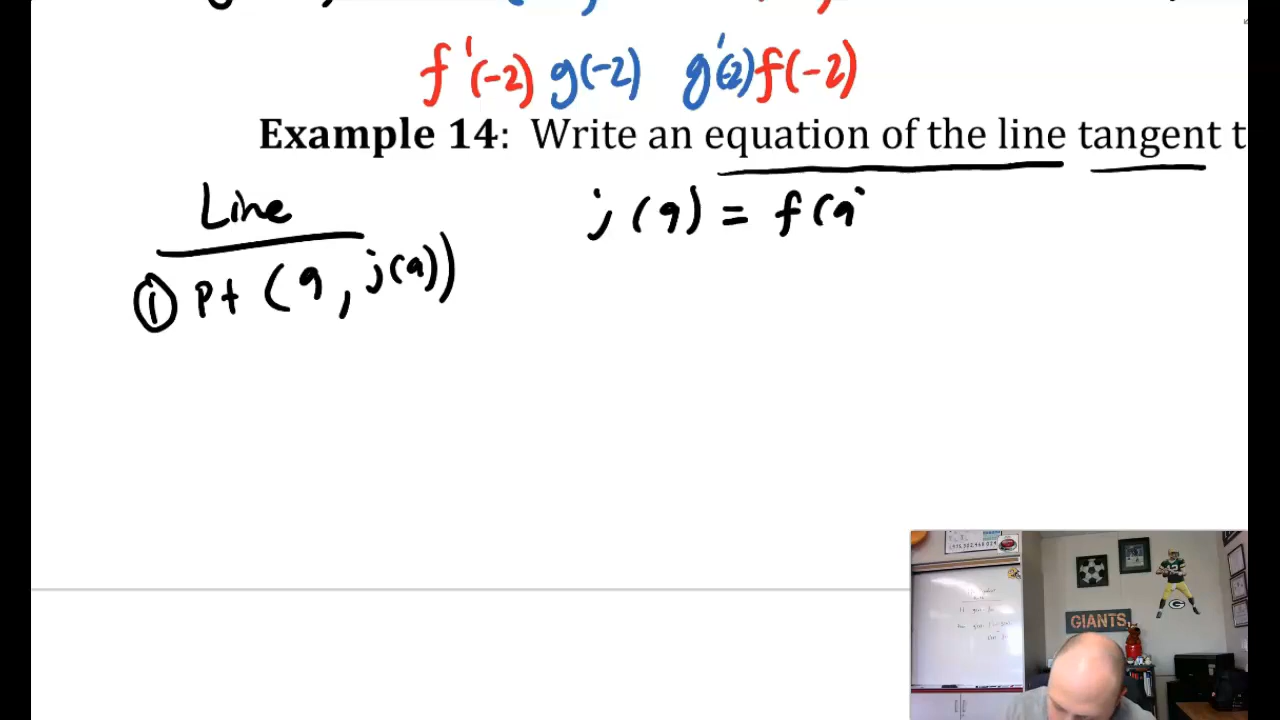 f'(-2) g(-2) g'(-2) f(-2)
Example 14: Write an equation of the line tangent t
Line
j(9) = f(9
① Pt (9, j(9))
GIANTS
G